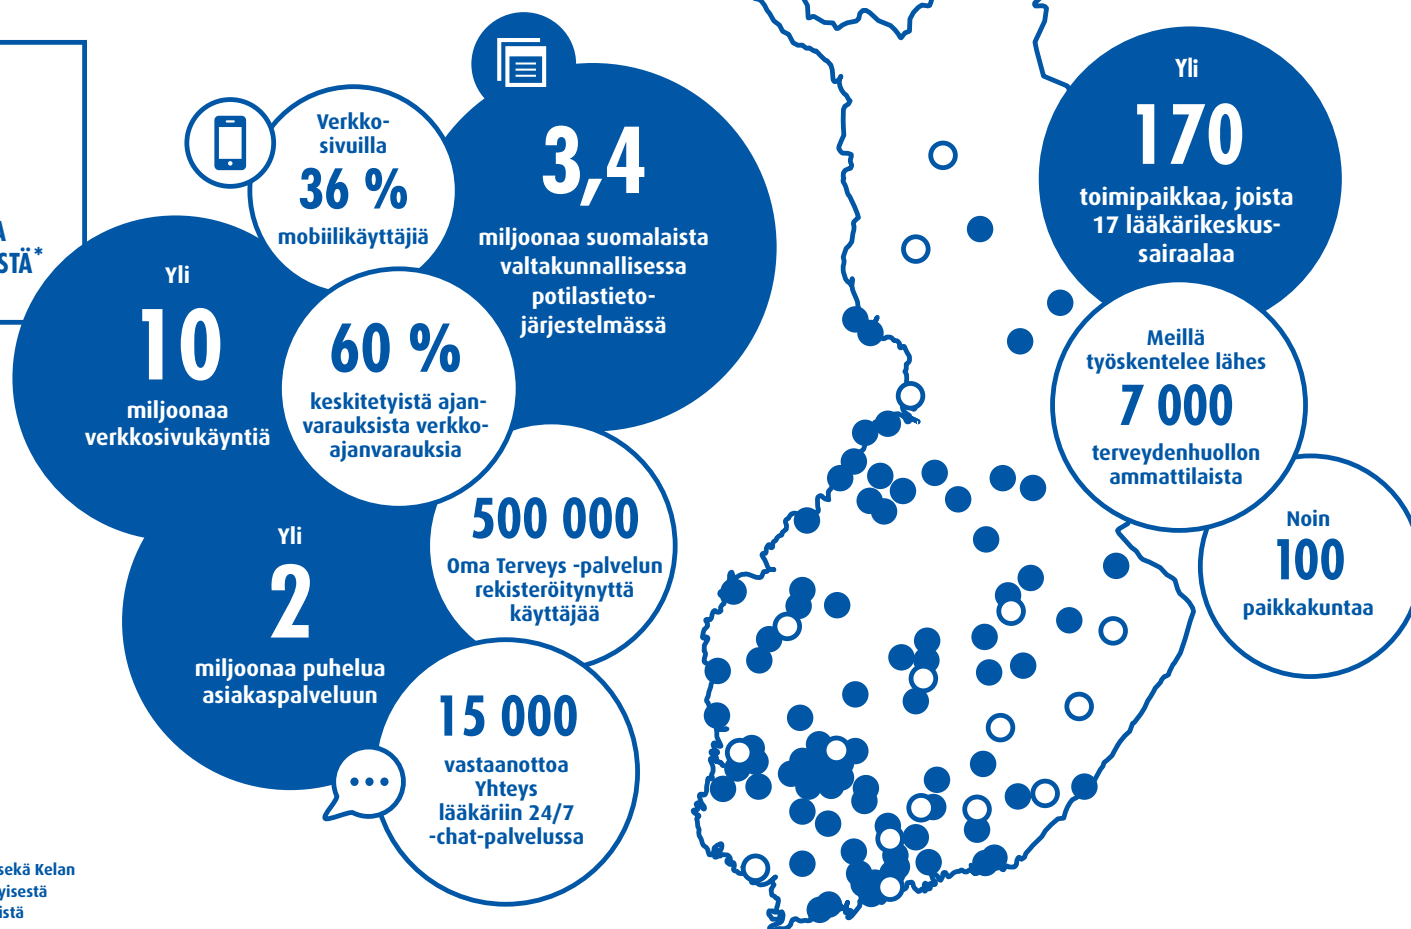 STÄ*
Verkko-
sivuilla
36 %
mobiilikäyttäjiä
3,4
miljoonaa suomalaista
valtakunnallisessa
potilastieto-
järjestelmässä
Yli
10
miljoonaa
verkkosivukäyntiä
60 %
keskitetyistä ajan-
varauksista verkko-
ajanvarauksia
500 000
Oma Terveys -palvelun
rekisteröitynyttä
käyttäjää
Yli
2
miljoonaa puhelua
asiakaspalveluun
15 000
vastaanottoa
Yhteys
lääkäriin 24/7
-chat-palvelussa
Yli
170
toimipaikkaa, joista
17 lääkärikeskus-
sairaalaa
Meillä
työskentelee lähes
7 000
terveydenhuollon
ammattilaista
Noin
100
paikkakuntaa
sekä Kelan
yisestä
istä